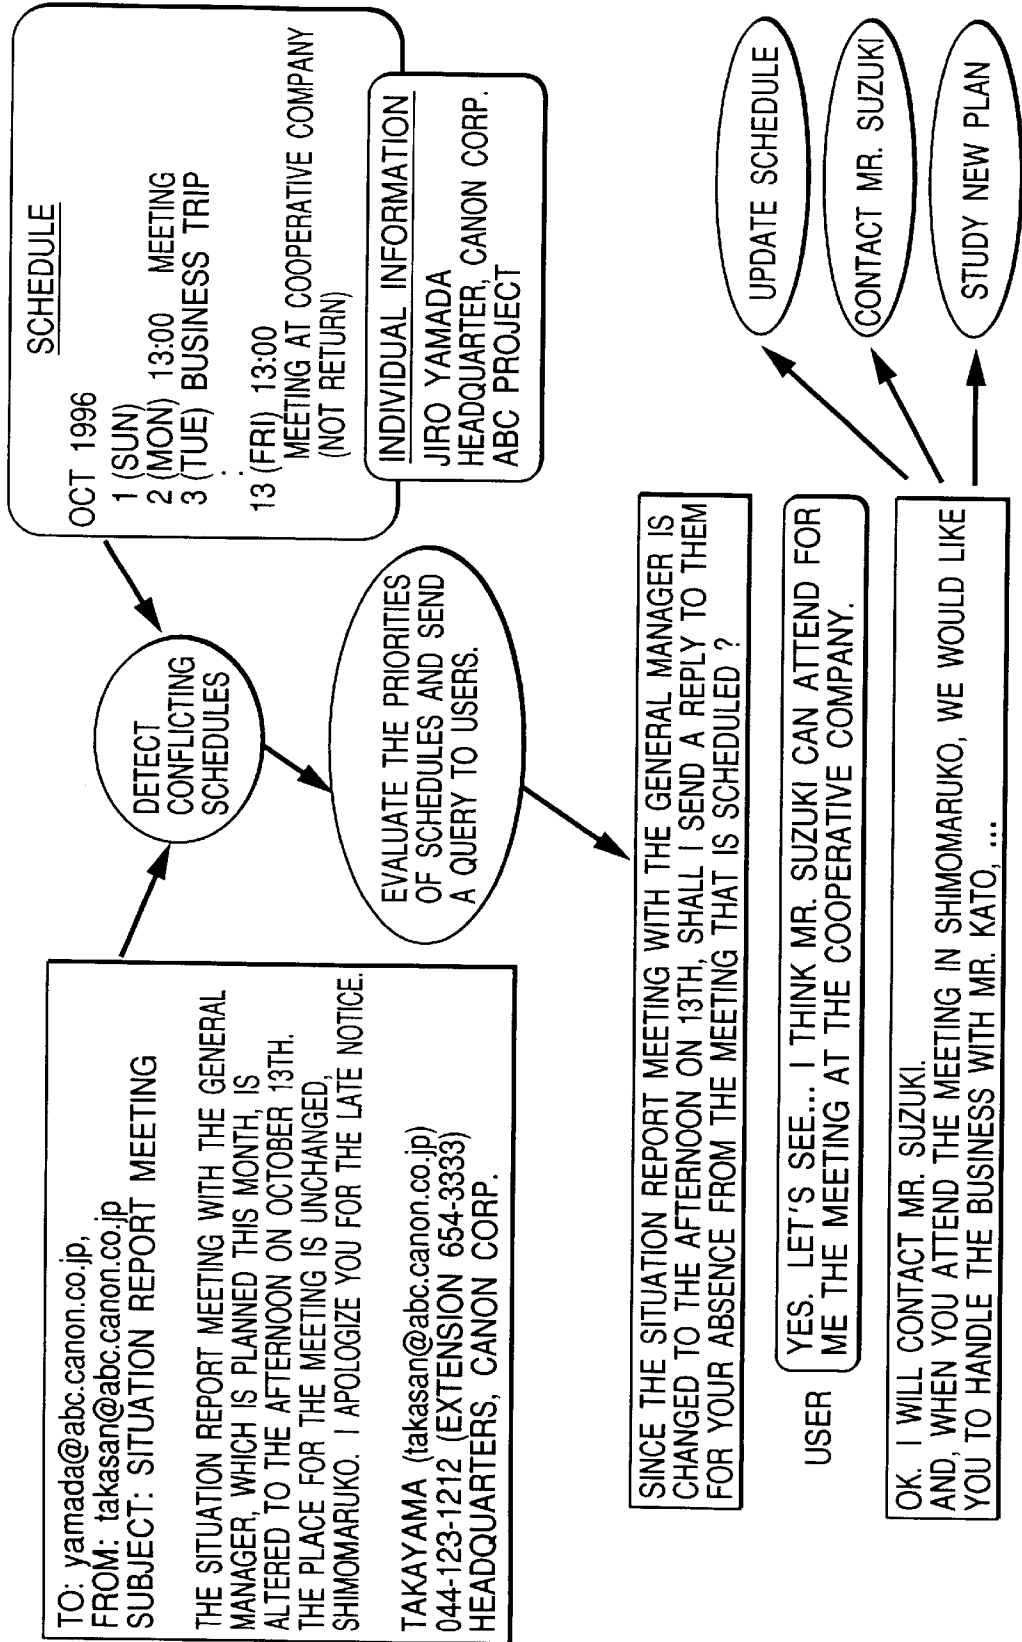 TO: yamada@abc.canon.co.jp,
FROM: takasan@abc.canon.co.jp
SUBJECT: SITUATION REPORT MEETING
THE SITUATION REPORT MEETING WITH THE GENERAL
MANAGER, WHICH IS PLANNED THIS MONTH, IS
ALTERED TO THE AFTERNOON ON OCTOBER 13TH.
THE PLACE FOR THE MEETING IS UNCHANGED,
SHIMOMARUKO. I APOLOGIZE YOU FOR THE LATE NOTICE.
TAKAYAMA (takasan@abc.canon.co.jp)
044-123-1212 (EXTENSION 654-3333)
HEADQUARTERS, CANON CORP.
DETECT
CONFLICTING
SCHEDULES
SCHEDULE
OCT 1996
1 (SUN)
2 (MON) 13:00 MEETING
3 (TUE) BUSINESS TRIP
:
13 (FRI) 13:00
MEETING AT COOPERATIVE COMPANY
(NOT RETURN)
INDIVIDUAL INFORMATION
JIRO YAMADA
HEADQUARTER, CANON CORP.
ABC PROJECT
EVALUATE THE PRIORITIES
OF SCHEDULES AND SEND
A QUERY TO USERS.
SINCE THE SITUATION REPORT MEETING WITH THE GENERAL MANAGER IS
CHANGED TO THE AFTERNOON ON 13TH, SHALL I SEND A REPLY TO THEM
FOR YOUR ABSENCE FROM THE MEETING THAT IS SCHEDULED ?
USER
YES. LET'S SEE... I THINK MR. SUZUKI CAN ATTEND FOR
ME THE MEETING AT THE COOPERATIVE COMPANY.
OK. I WILL CONTACT MR. SUZUKI.
AND, WHEN YOU ATTEND THE MEETING IN SHIMOMARUKO, WE WOULD LIKE
YOU TO HANDLE THE BUSINESS WITH MR. KATO, ...
UPDATE SCHEDULE
CONTACT MR. SUZUKI
STUDY NEW PLAN